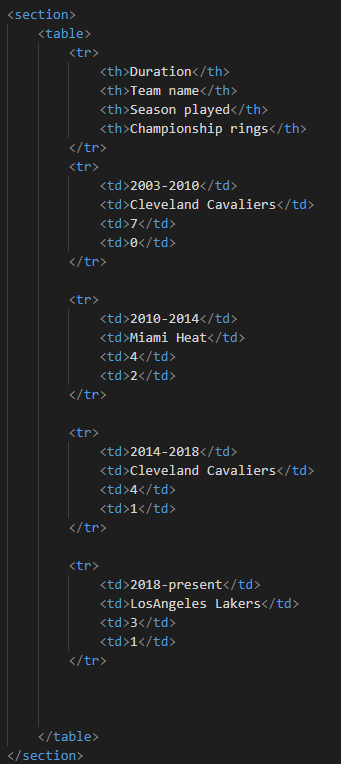 <section>
<table>
<tr>
<th>Duration</th>
<th>Team name</th>
<th>Season played</th>
<th>Championship rings</th>
</tr>
<tr>
<td>2003-2010</td>
<td>Cleveland Cavaliers</td>
<td>7</td>
<td>0</td>
</tr>
<tr>
<td>2010-2014</td>
<td>Miami Heat</td>
<td>4</td>
<td>2</td>
</tr>
<tr>
<td>2014-2018</td>
<td>Cleveland Cavaliers</td>
<td>4</td>
<td>1</td>
</tr>
<tr>
<td>2018-present</td>
<td>LosAngeles Lakers</td>
<td>3</td>
<td>1</td>
</tr>
</table>
</section>